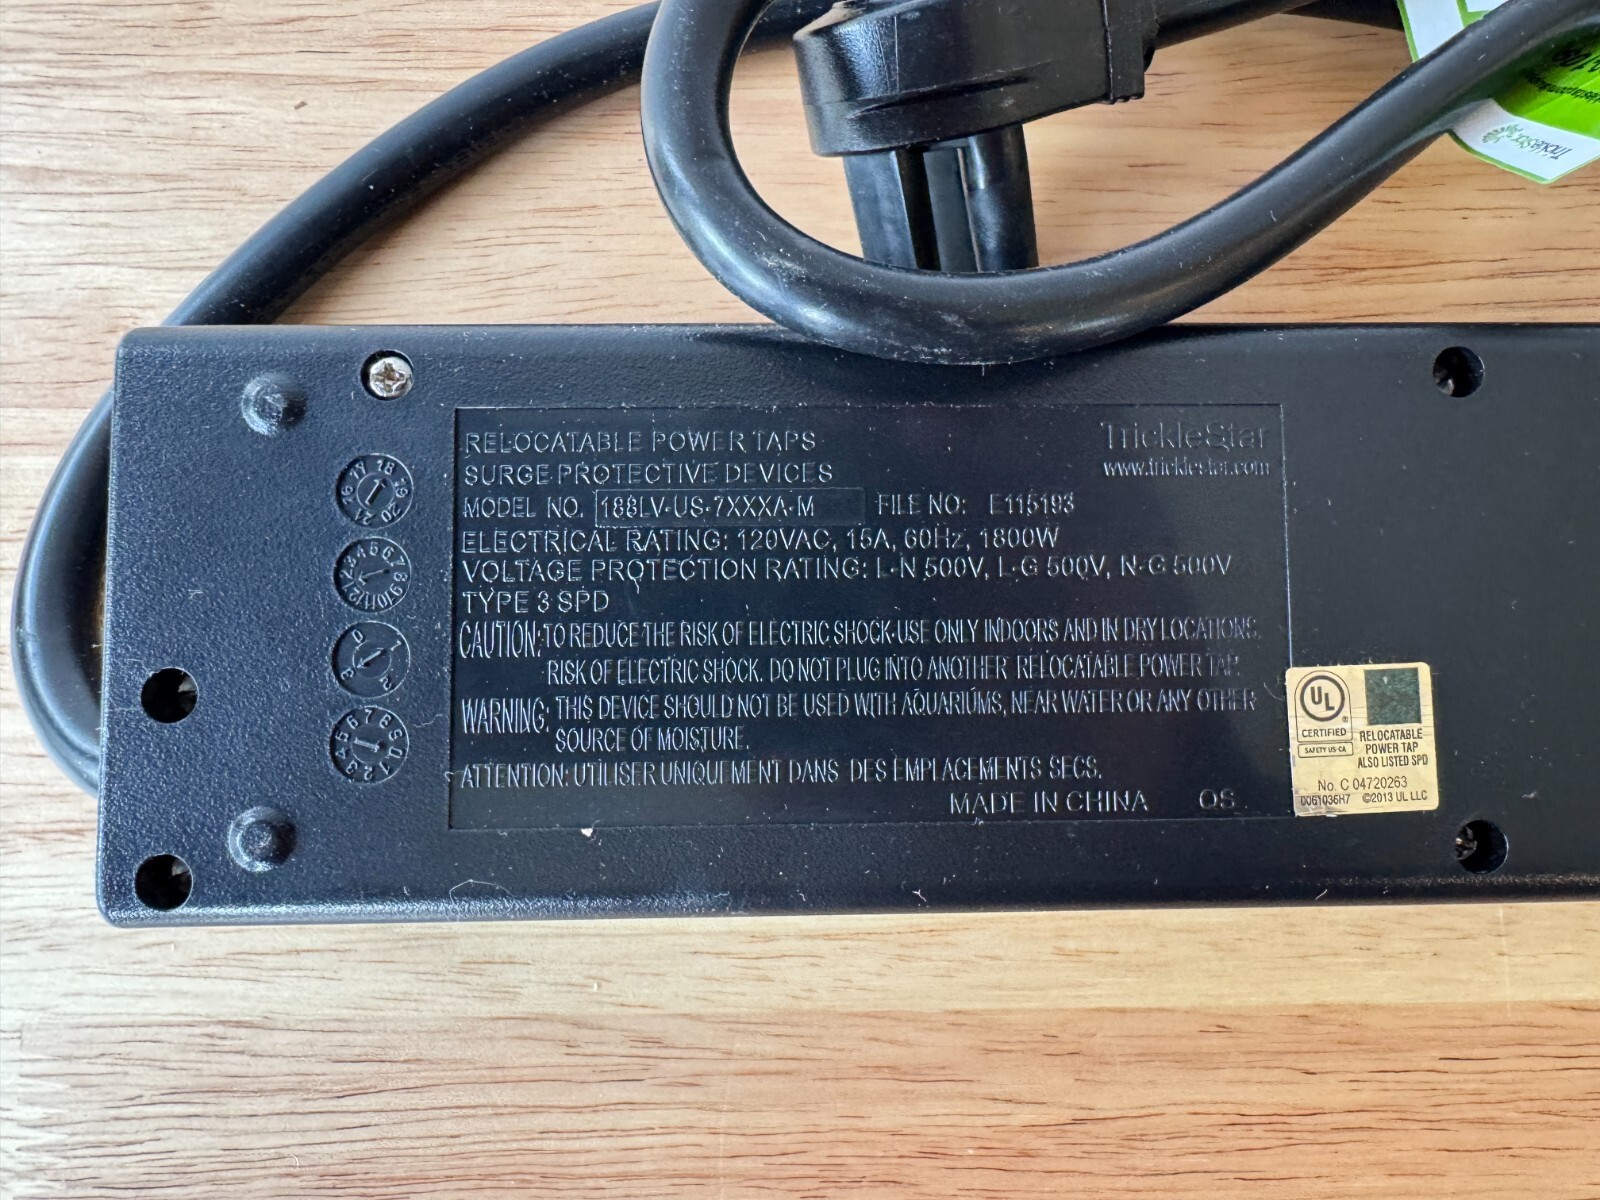 TrickleStar
RELOCATABLE POWER TAPS
TrickleStar
SURGE PROTECTIVE DEVICES
www.tricklestar.com
MODEL NO. 188LV-US-7XXXA-M FILE NO: E115193
ELECTRICAL RATING: 120VAC, 15A, 60Hz, 1800W
VOLTAGE PROTECTION RATING: L-N 500V, L-G 500V, N-G 500V
TYPE 3 SPD
CAUTION: TO REDUCE THE RISK OF ELECTRIC SHOCK-USE ONLY INDOORS AND IN DRY LOCATIONS.
RISK OF ELECTRIC SHOCK. DO NOT PLUG INTO ANOTHER RELOCATABLE POWER TAP.
WARNING: THIS DEVICE SHOULD NOT BE USED WITH AQUARIUMS, NEAR WATER OR ANY OTHER
SOURCE OF MOISTURE.
ATTENTION: UTILISER UNIQUEMENT DANS DES EMPLACEMENTS SECS.
MADE IN CHINA QS
UL
CERTIFIED
SAFETY US-CA
RELOCATABLE
POWER TAP
ALSO LISTED SPD
No. C 04720263
0061036H7 ©2013 UL LLC